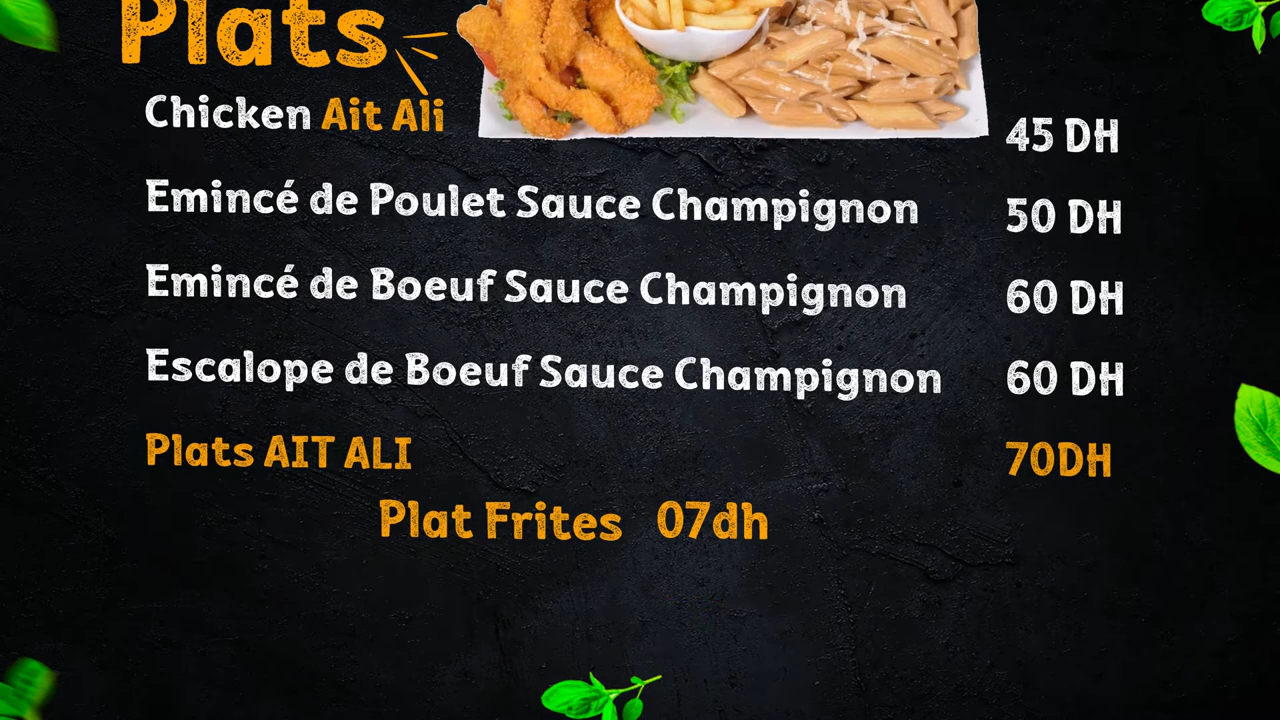 Plats
Chicken Ait Ali 45 DH
Emincé de Poulet Sauce Champignon 50 DH
Emincé de Boeuf Sauce Champignon 60 DH
Escalope de Boeuf Sauce Champignon 60 DH
Plats AIT ALI 70DH
Plat Frites 07dh